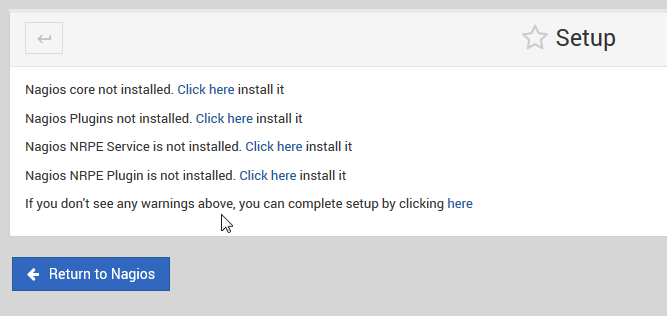 Setup
Nagios core not installed. Click here install it
Nagios Plugins not installed. Click here install it
Nagios NRPE Service is not installed. Click here install it
Nagios NRPE Plugin is not installed. Click here install it
If you don't see any warnings above, you can complete setup by clicking here
Return to Nagios